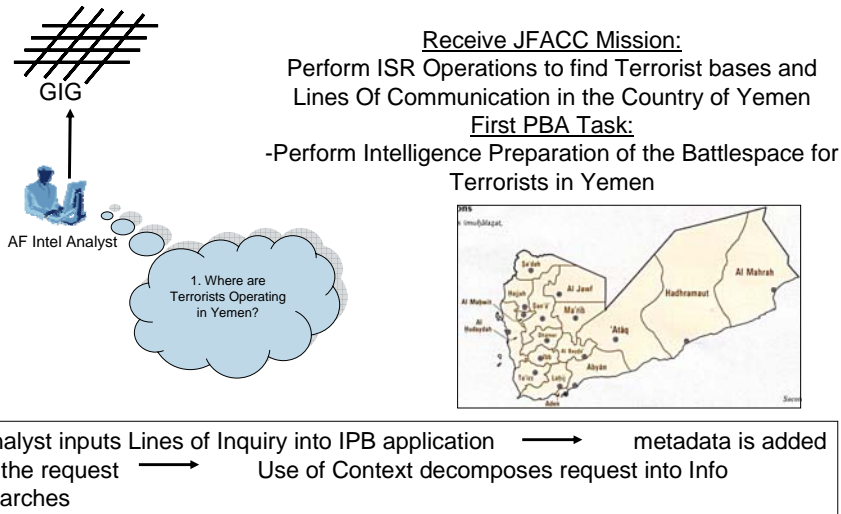 GIG
AF Intel Analyst
1. Where are
Terrorists Operating
in Yemen?
Receive JFACC Mission:
Perform ISR Operations to find Terrorist bases and
Lines Of Communication in the Country of Yemen
First PBA Task:
-Perform Intelligence Preparation of the Battlespace for
Terrorists in Yemen
Al Jawf
Hadhramaut
Al Mahrah
Ma'rib
'Ataq
Abyan
Al Mahwit
Al
Hudaydah
Hajjah
Ta'izz
Lahij
Aden
nalyst inputs Lines of Inquiry into IPB application metadata is added
the request Use of Context decomposes request into Info
arches